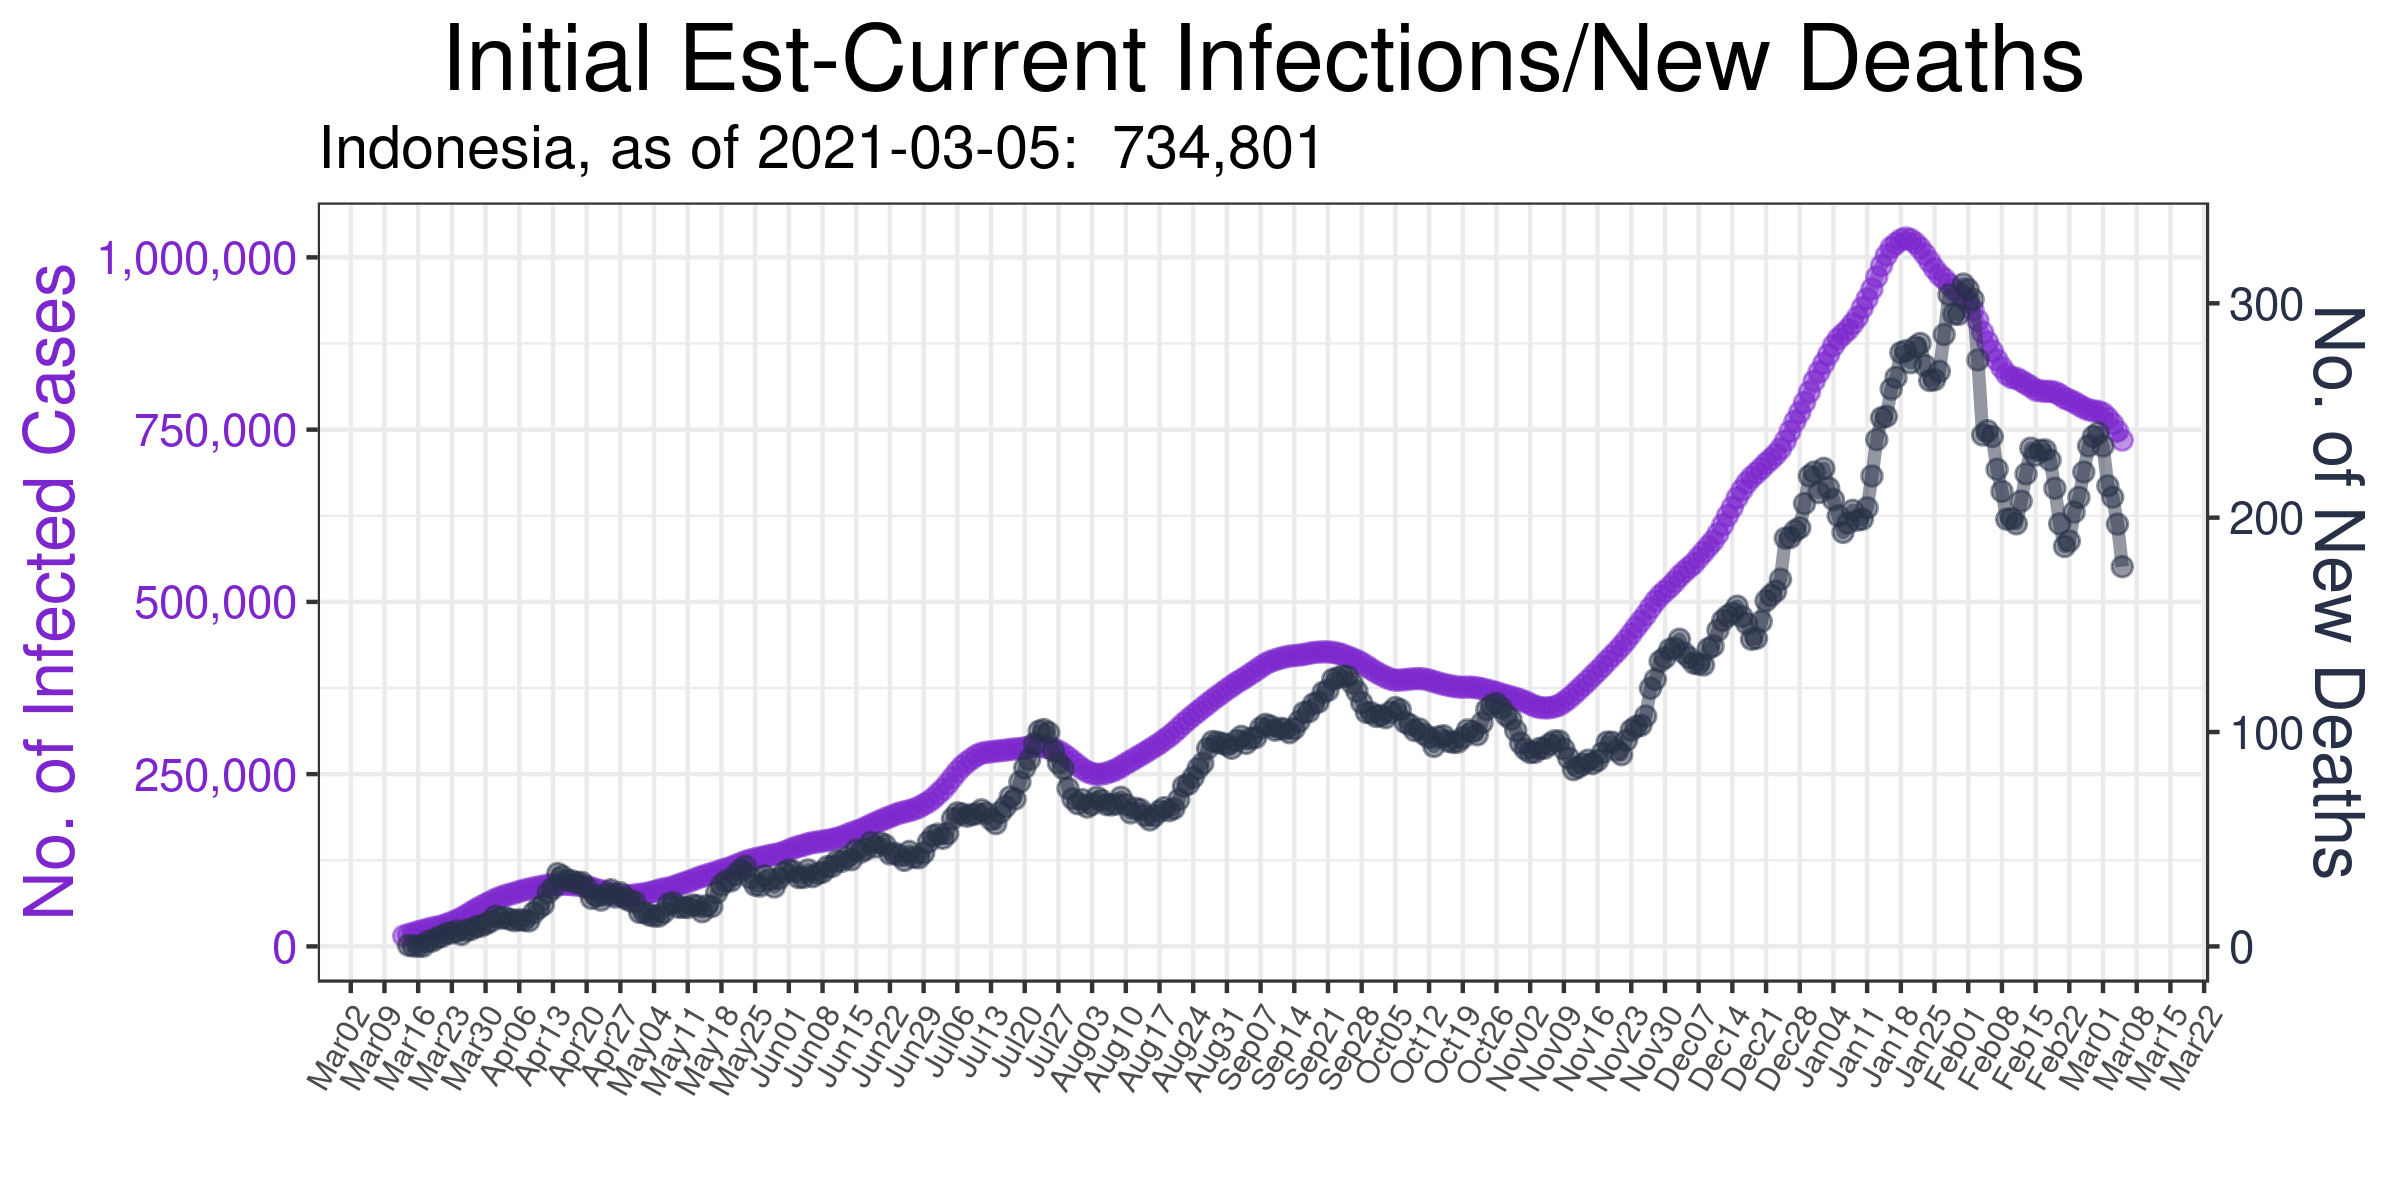 Initial Est-Current Infections/New Deaths
Indonesia, as of 2021-03-05:  734,801
No. of Infected Cases
1,000,000
750,000
500,000
250,000
0
300
200
100
0
No. of New Deaths
Mar02
Mar09
Mar16
Mar23
Mar30
Apr06
Apr13
Apr20
Apr27
May04
May11
May18
May25
Jun01
Jun08
Jun15
Jun22
Jun29
Jul06
Jul13
Jul20
Jul27
Aug03
Aug10
Aug17
Aug24
Aug31
Sep07
Sep14
Sep21
Sep28
Oct05
Oct12
Oct19
Oct26
Nov02
Nov09
Nov16
Nov23
Nov30
Dec07
Dec14
Dec21
Dec28
Jan04
Jan11
Jan18
Jan25
Feb01
Feb08
Feb15
Feb22
Mar01
Mar08
Mar15
Mar22